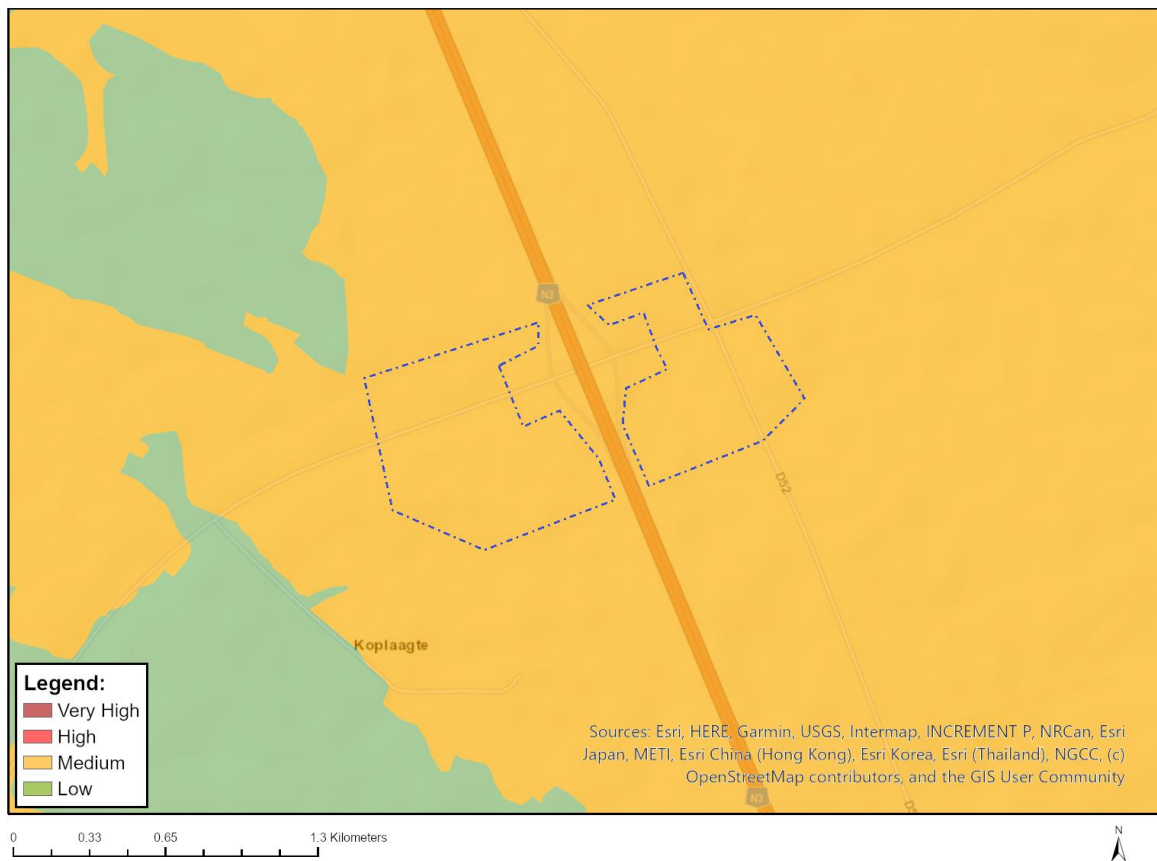 N3
Koplaagte
D52
Legend:
Very High
High
Medium
Low
Sources: Esri, HERE, Garmin, USGS, Intermap, INCREMENT P, NRCan, Esri
Japan, METI, Esri China (Hong Kong), Esri Korea, Esri (Thailand), NGCC, (c)
OpenStreetMap contributors, and the GIS User Community
N3
0 0.33 0.65 1.3 Kilometers
N